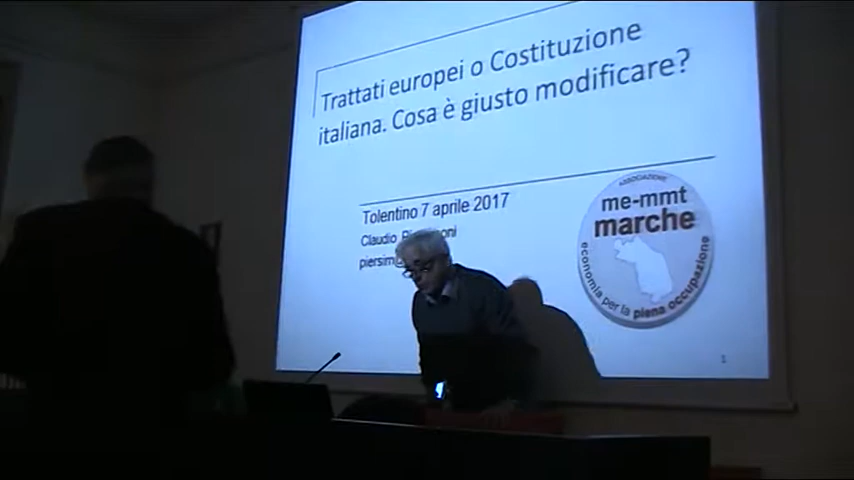 Trattati europei o Costituzione
italiana. Cosa è giusto modificare?
Tolentino 7 aprile 2017
Claudio
piersim
ASSOCIAZIONE
me-mmt
marche
economia per la piena occupazione
1